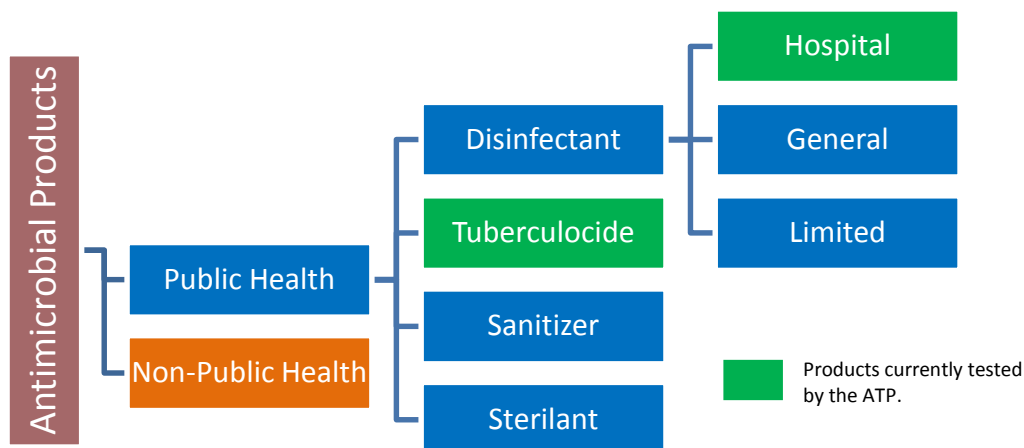 Antimicrobial Products
Public Health
Non-Public Health
Disinfectant
Tuberculocide
Sanitizer
Sterilant
Hospital
General
Limited
Products currently tested
by the ATP.